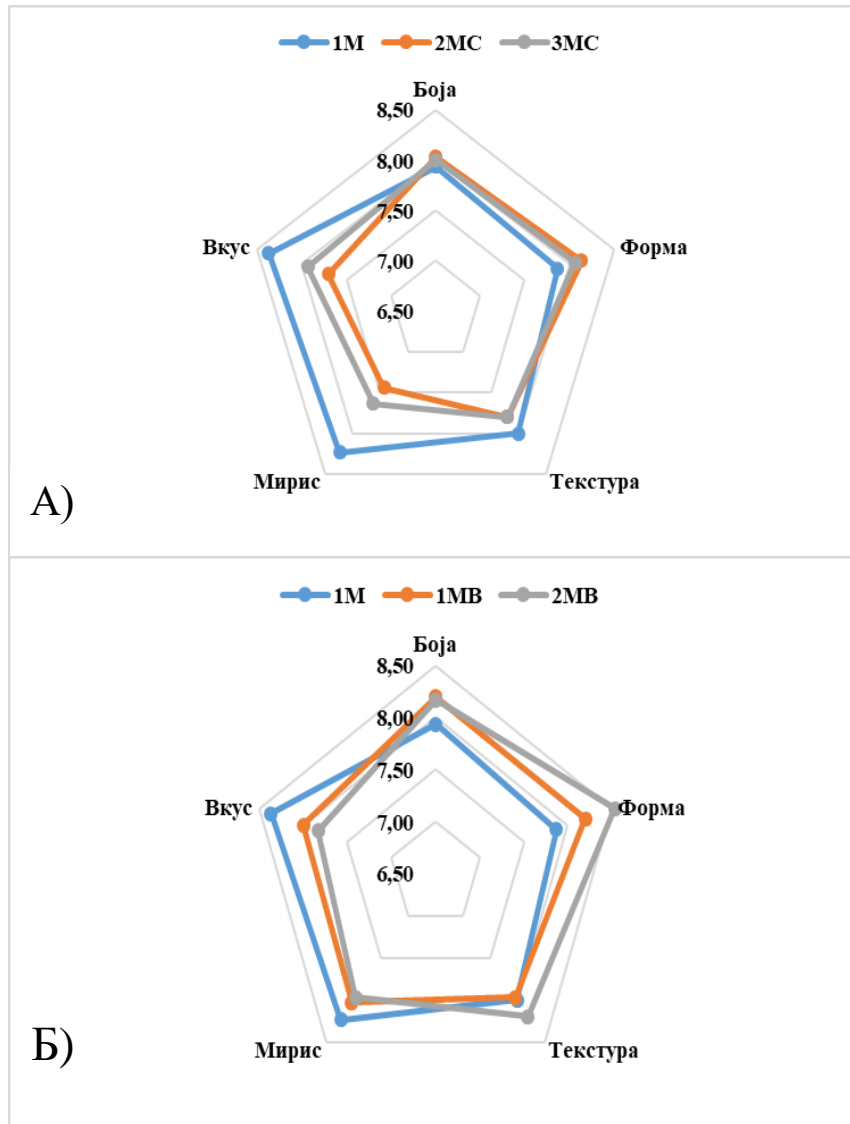 1М 2МС 3МС
Боја
8,50
8,00
7,50
7,00
6,50
Вкус
Форма
Мирис
Текстура
А)
1М 1МВ 2МВ
Боја
8,50
8,00
7,50
7,00
6,50
Вкус
Форма
Мирис
Текстура
Б)